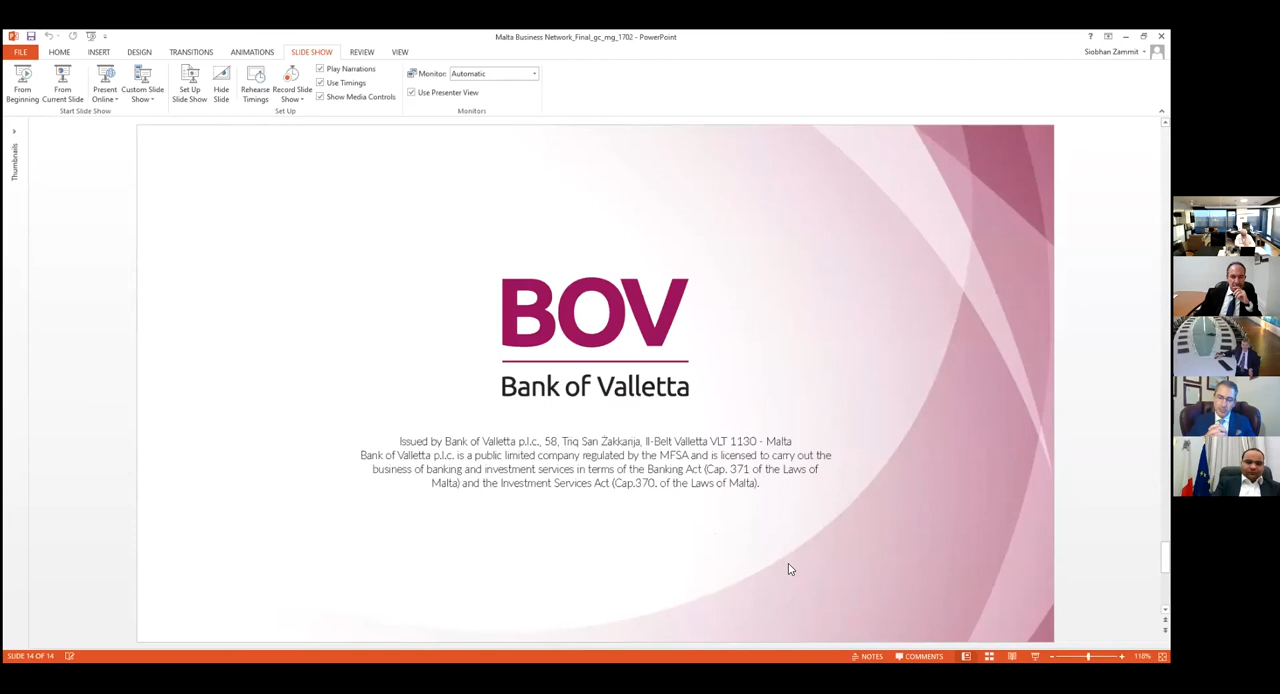 Malta Business Network_Final_gc_mg_1702 - PowerPoint
FILE HOME INSERT DESIGN TRANSITIONS ANIMATIONS SLIDE SHOW REVIEW VIEW
Siobhan Zammit
From Beginning
From Current Slide
Present Online
Custom Slide Show
Set Up Slide Show
Hide Slide
Rehearse Timings
Record Slide Show
Play Narrations
Use Timings
Show Media Controls
Monitor: Automatic
Use Presenter View
Start Slide Show
Set Up
Monitors
Thumbnails
BOV
Bank of Valletta
Issued by Bank of Valletta p.l.c., 58, Triq San Żakkarija, Il-Belt Valletta VLT 1130 - Malta
Bank of Valletta p.l.c. is a public limited company regulated by the MFSA and is licensed to carry out the
business of banking and investment services in terms of the Banking Act (Cap. 371 of the Laws of
Malta) and the Investment Services Act (Cap.370. of the Laws of Malta).
SLIDE 14 OF 14
NOTES
COMMENTS
118%